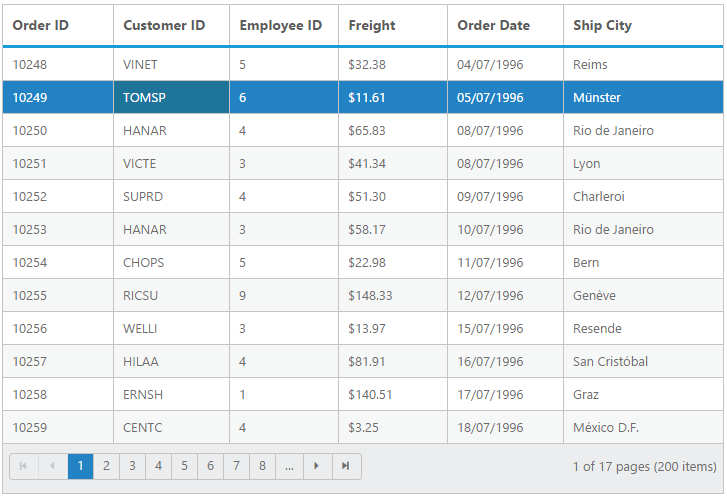 Order ID Customer ID Employee ID Freight Order Date Ship City
10248 VINET 5 $32.38 04/07/1996 Reims
10249 TOMSP 6 $11.61 05/07/1996 Münster
10250 HANAR 4 $65.83 08/07/1996 Rio de Janeiro
10251 VICTE 3 $41.34 08/07/1996 Lyon
10252 SUPRD 4 $51.30 09/07/1996 Charleroi
10253 HANAR 3 $58.17 10/07/1996 Rio de Janeiro
10254 CHOPS 5 $22.98 11/07/1996 Bern
10255 RICSU 9 $148.33 12/07/1996 Genève
10256 WELLI 3 $13.97 15/07/1996 Resende
10257 HILAA 4 $81.91 16/07/1996 San Cristóbal
10258 ERNSH 1 $140.51 17/07/1996 Graz
10259 CENTC 4 $3.25 18/07/1996 México D.F.
1 2 3 4 5 6 7 8 ... 1 of 17 pages (200 items)